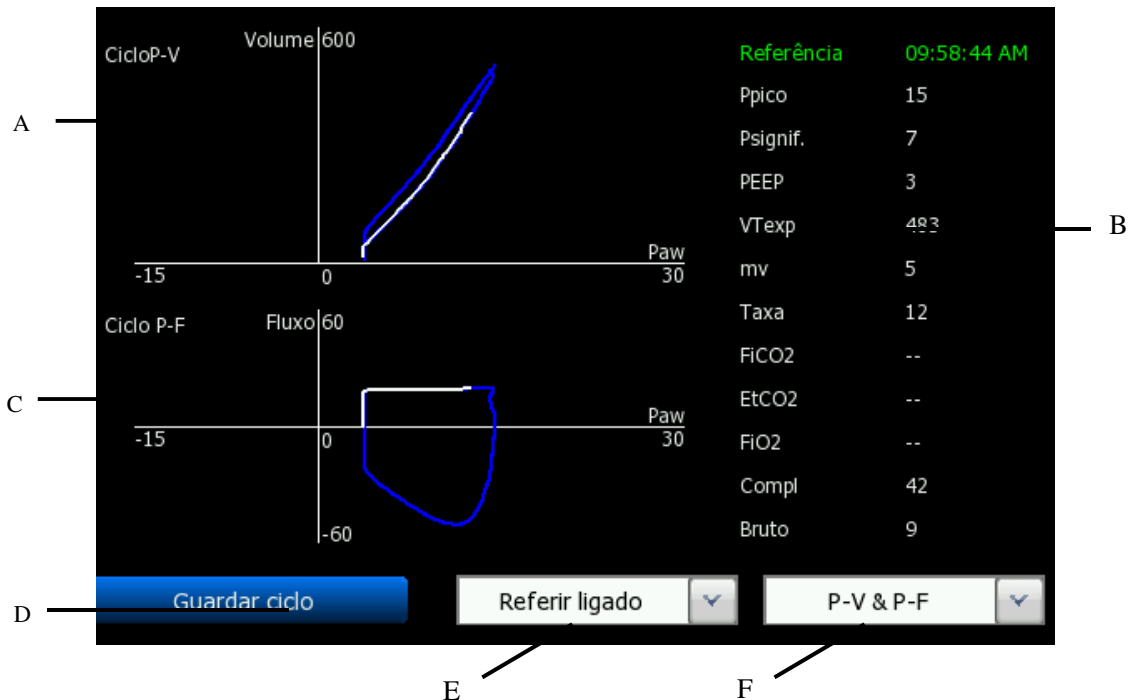 CicloP-V
Volume 600
Paw
-15 0 30
Ciclo P-F
Fluxo 60
Paw
-15 0 30
-60
Referência 09:58:44 AM
Ppico 15
Psignif. 7
PEEP 3
VTexp 483
mv 5
Taxa 12
FiCO2 --
EtCO2 --
FiO2 --
Compl 42
Bruto 9
Guardar ciclo
Referir ligado
P-V & P-F
A
B
C
D
E
F